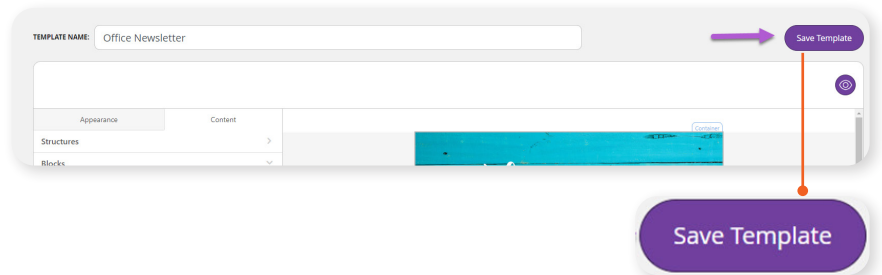 TEMPLATE NAME: Office Newsletter Save Template
Appearance Content
Container
Structures
Blocks
Save Template